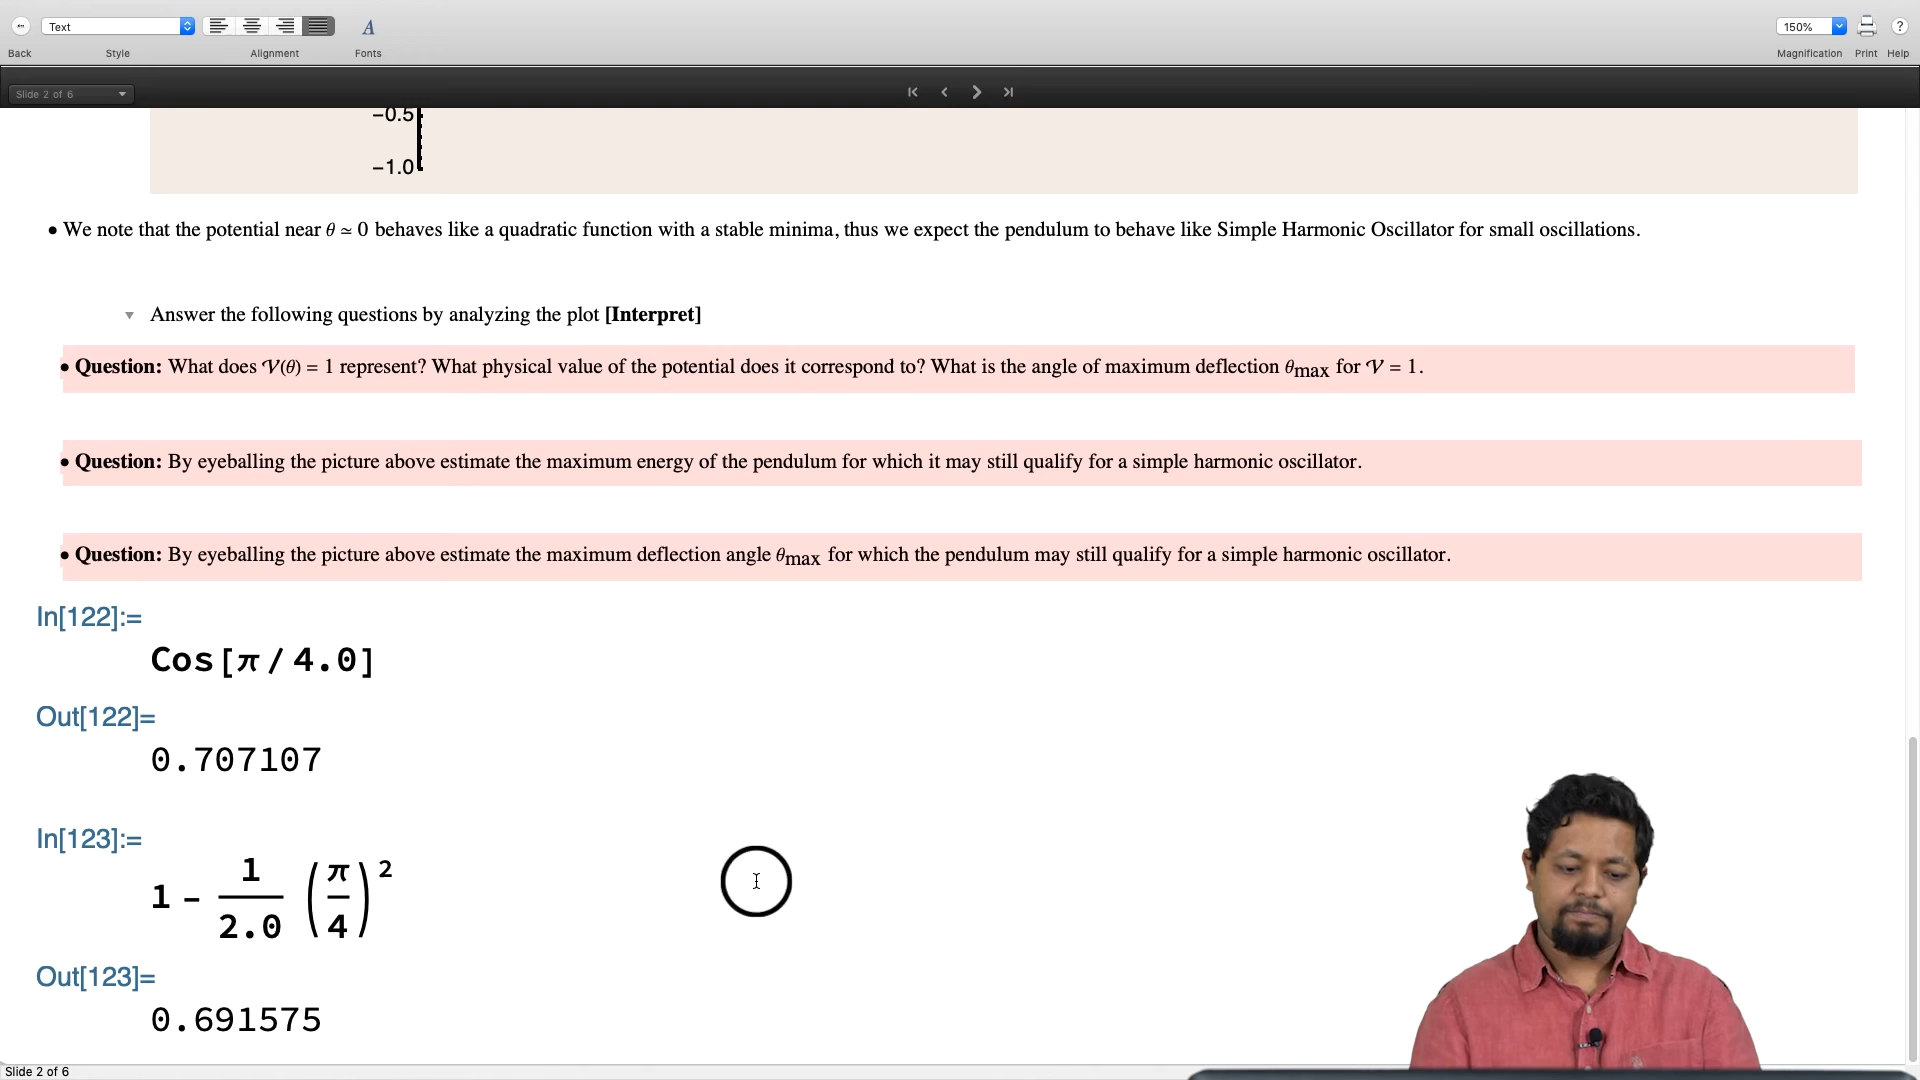 Text
150%
Back Style Alignment Fonts Magnification Print Help
Slide 2 of 6
−0.5
−1.0
• We note that the potential near θ ≃ 0 behaves like a quadratic function with a stable minima, thus we expect the pendulum to behave like Simple Harmonic Oscillator for small oscillations.
Answer the following questions by analyzing the plot [Interpret]
• Question: What does 𝒱(θ) = 1 represent? What physical value of the potential does it correspond to? What is the angle of maximum deflection θmax for 𝒱 = 1.
• Question: By eyeballing the picture above estimate the maximum energy of the pendulum for which it may still qualify for a simple harmonic oscillator.
• Question: By eyeballing the picture above estimate the maximum deflection angle θmax for which the pendulum may still qualify for a simple harmonic oscillator.
In[122]:=
Cos[π / 4.0]
Out[122]=
0.707107
In[123]:=
1 - 1/2.0 (π/4)²
Out[123]=
0.691575
Slide 2 of 6